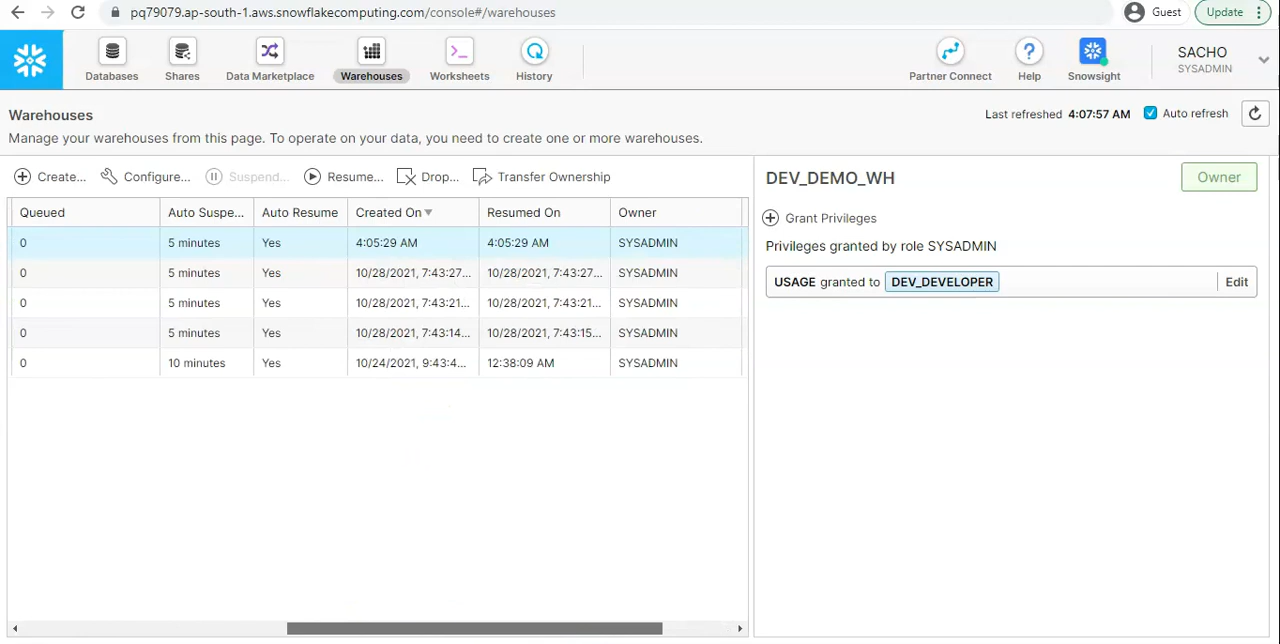 pq79079.ap-south-1.aws.snowflakecomputing.com/console#/warehouses
Guest
Update
Databases
Shares
Data Marketplace
Warehouses
Worksheets
History
Partner Connect
Help
Snowsight
SACHO
SYSADMIN
Warehouses
Manage your warehouses from this page. To operate on your data, you need to create one or more warehouses.
Last refreshed 4:07:57 AM
Auto refresh
Create... Configure... Suspend... Resume... Drop... Transfer Ownership
Queued Auto Suspe... Auto Resume Created On Resumed On Owner
0 5 minutes Yes 4:05:29 AM 4:05:29 AM SYSADMIN
0 5 minutes Yes 10/28/2021, 7:43:27... 10/28/2021, 7:43:27... SYSADMIN
0 5 minutes Yes 10/28/2021, 7:43:21... 10/28/2021, 7:43:21... SYSADMIN
0 5 minutes Yes 10/28/2021, 7:43:14... 10/28/2021, 7:43:15... SYSADMIN
0 10 minutes Yes 10/24/2021, 9:43:4... 12:38:09 AM SYSADMIN
DEV_DEMO_WH
Owner
Grant Privileges
Privileges granted by role SYSADMIN
USAGE granted to DEV_DEVELOPER Edit